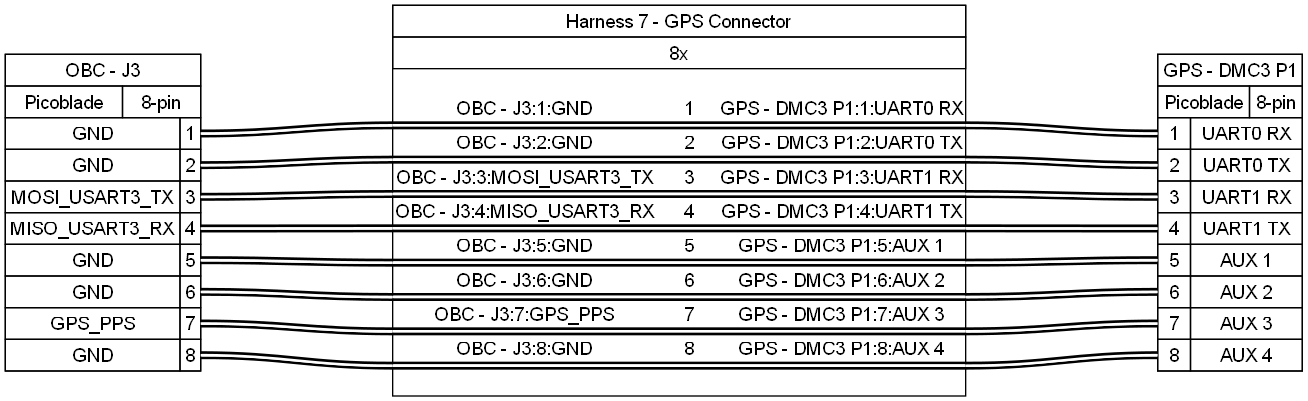 Harness 7 - GPS Connector
8x
OBC - J3
Picoblade 8-pin
GND 1
GND 2
MOSI_USART3_TX 3
MISO_USART3_RX 4
GND 5
GND 6
GPS_PPS 7
GND 8
OBC - J3:1:GND 1 GPS - DMC3 P1:1:UART0 RX
OBC - J3:2:GND 2 GPS - DMC3 P1:2:UART0 TX
OBC - J3:3:MOSI_USART3_TX 3 GPS - DMC3 P1:3:UART1 RX
OBC - J3:4:MISO_USART3_RX 4 GPS - DMC3 P1:4:UART1 TX
OBC - J3:5:GND 5 GPS - DMC3 P1:5:AUX 1
OBC - J3:6:GND 6 GPS - DMC3 P1:6:AUX 2
OBC - J3:7:GPS_PPS 7 GPS - DMC3 P1:7:AUX 3
OBC - J3:8:GND 8 GPS - DMC3 P1:8:AUX 4
GPS - DMC3 P1
Picoblade 8-pin
1 UART0 RX
2 UART0 TX
3 UART1 RX
4 UART1 TX
5 AUX 1
6 AUX 2
7 AUX 3
8 AUX 4